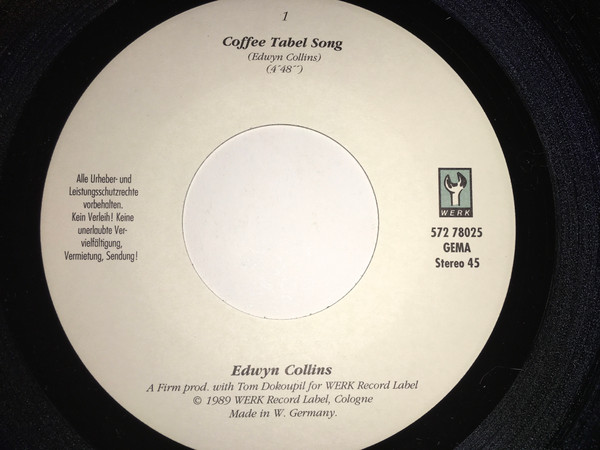 1
Coffee Tabel Song
(Edwyn Collins)
(4´48´´)
Alle Urheber- und
Leistungsschutzrechte
vorbehalten.
Kein Verleih! Keine
unerlaubte Ver-
vielfältigung,
Vermietung, Sendung!
WERK
572 78025
GEMA
Stereo 45
Edwyn Collins
A Firm prod. with Tom Dokoupil for WERK Record Label
© 1989 WERK Record Label, Cologne
Made in W. Germany.